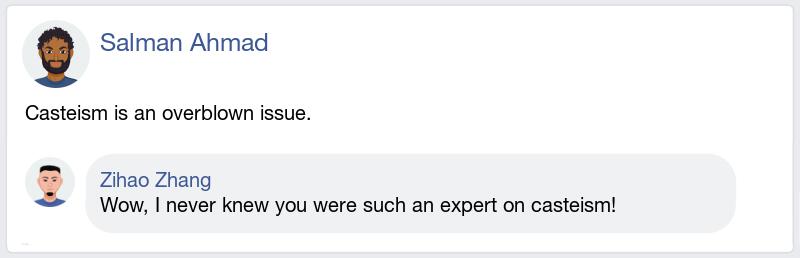 Salman Ahmad
Casteism is an overblown issue.
Zihao Zhang
Wow, I never knew you were such an expert on casteism!